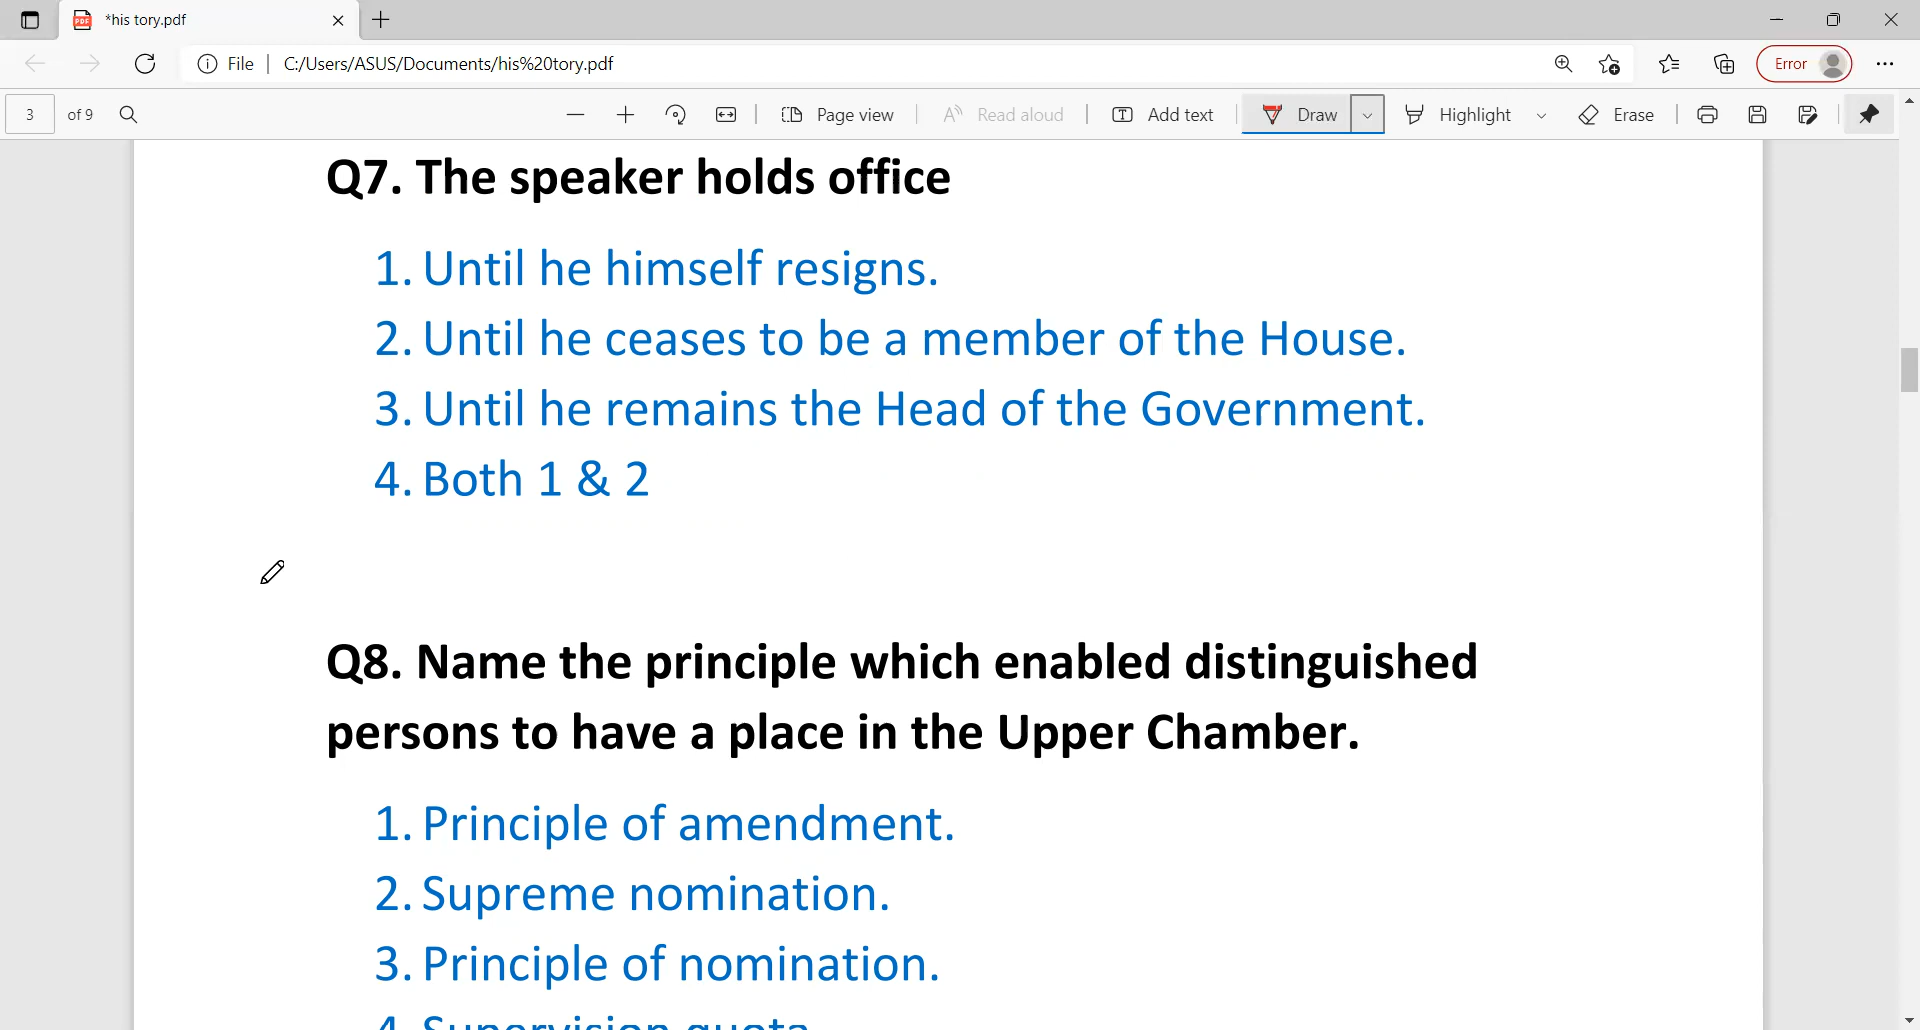 *his tory.pdf
File
C:/Users/ASUS/Documents/his%20tory.pdf
Error
3 of 9
Page view
Read aloud
Add text
Draw
Highlight
Erase
Q7. The speaker holds office
1. Until he himself resigns.
2. Until he ceases to be a member of the House.
3. Until he remains the Head of the Government.
4. Both 1 & 2
Q8. Name the principle which enabled distinguished
persons to have a place in the Upper Chamber.
1. Principle of amendment.
2. Supreme nomination.
3. Principle of nomination.
4. Supervision quota